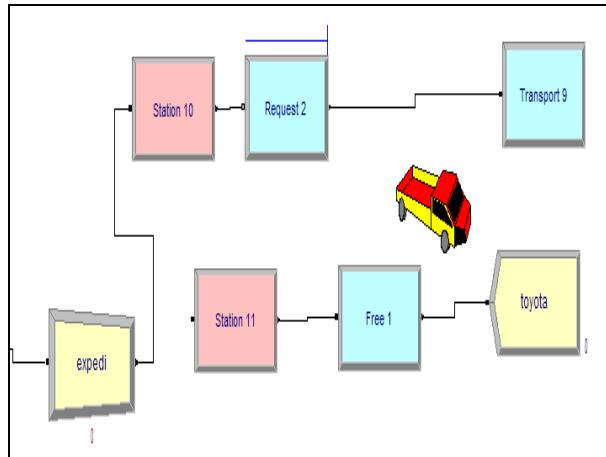 Station 10
Request 2
Transport 9
Station 11
Free 1
toyota
0
expedi
0